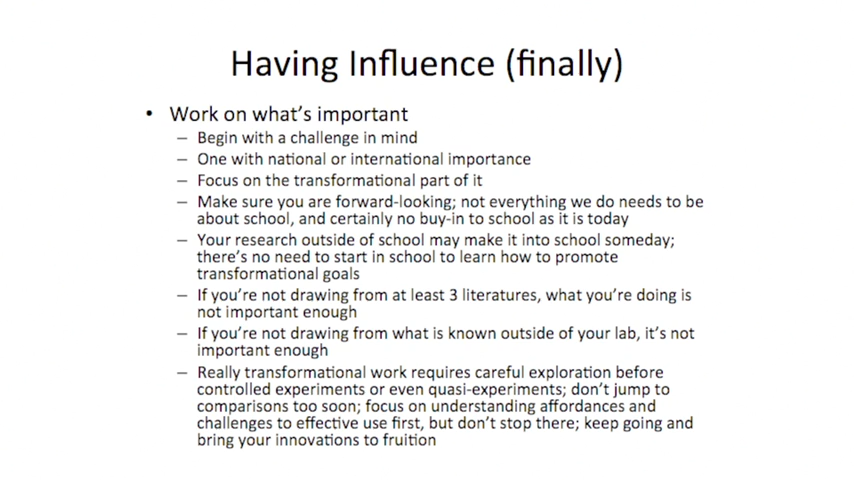 Having Influence (finally)
• Work on what's important
– Begin with a challenge in mind
– One with national or international importance
– Focus on the transformational part of it
– Make sure you are forward-looking; not everything we do needs to be
about school, and certainly no buy-in to school as it is today
– Your research outside of school may make it into school someday;
there's no need to start in school to learn how to promote
transformational goals
– If you're not drawing from at least 3 literatures, what you're doing is
not important enough
– If you're not drawing from what is known outside of your lab, it's not
important enough
– Really transformational work requires careful exploration before
controlled experiments or even quasi-experiments; don't jump to
comparisons too soon; focus on understanding affordances and
challenges to effective use first, but don't stop there; keep going and
bring your innovations to fruition